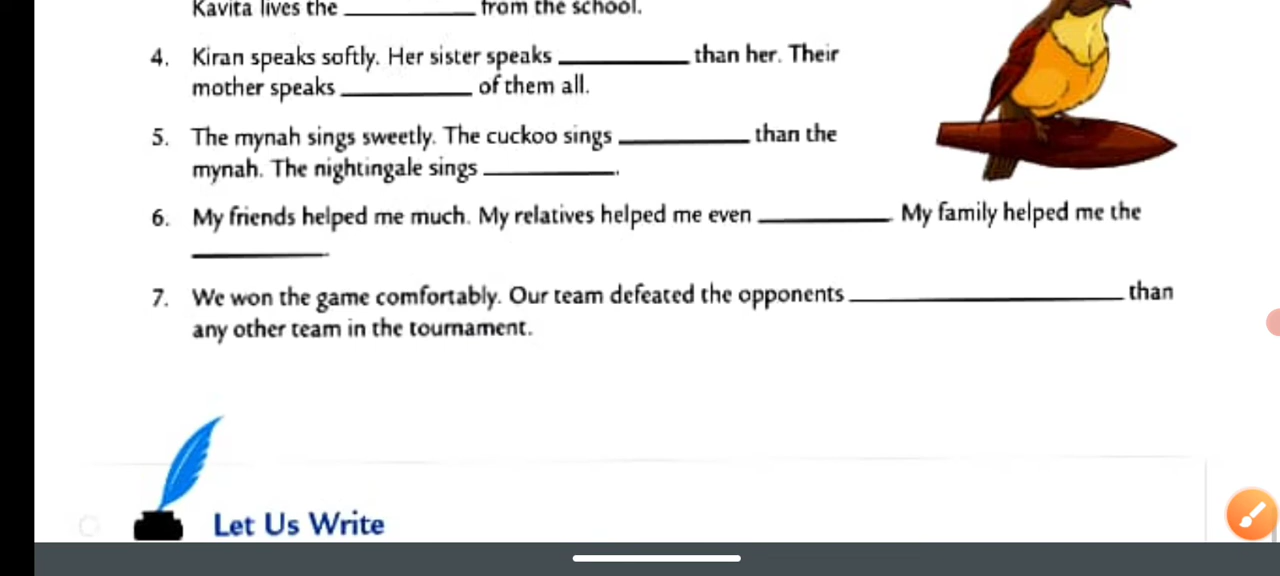 Kavita lives the __________ from the school.
4. Kiran speaks softly. Her sister speaks __________ than her. Their
mother speaks __________ of them all.
5. The mynah sings sweetly. The cuckoo sings __________ than the
mynah. The nightingale sings __________.
6. My friends helped me much. My relatives helped me even __________ My family helped me the
__________
7. We won the game comfortably. Our team defeated the opponents ____________________ than
any other team in the tournament.
Let Us Write